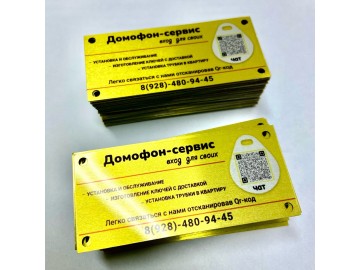 Домофон-сервис
вход для своих
- УСТАНОВКА И ОБСЛУЖИВАНИЕ
- ИЗГОТОВЛЕНИЕ КЛЮЧЕЙ С ДОСТАВКОЙ
- УСТАНОВКА ТРУБКИ В КВАРТИРУ
ЧАТ
Легко связаться с нами отсканировав Qr-код
8(928)-480-94-45
Домофон-сервис
вход для своих
- УСТАНОВКА И ОБСЛУЖИВАНИЕ
- ИЗГОТОВЛЕНИЕ КЛЮЧЕЙ С ДОСТАВКОЙ
- УСТАНОВКА ТРУБКИ В КВАРТИРУ
ЧАТ
Легко связаться с нами отсканировав Qr-код
8(928)-480-94-45